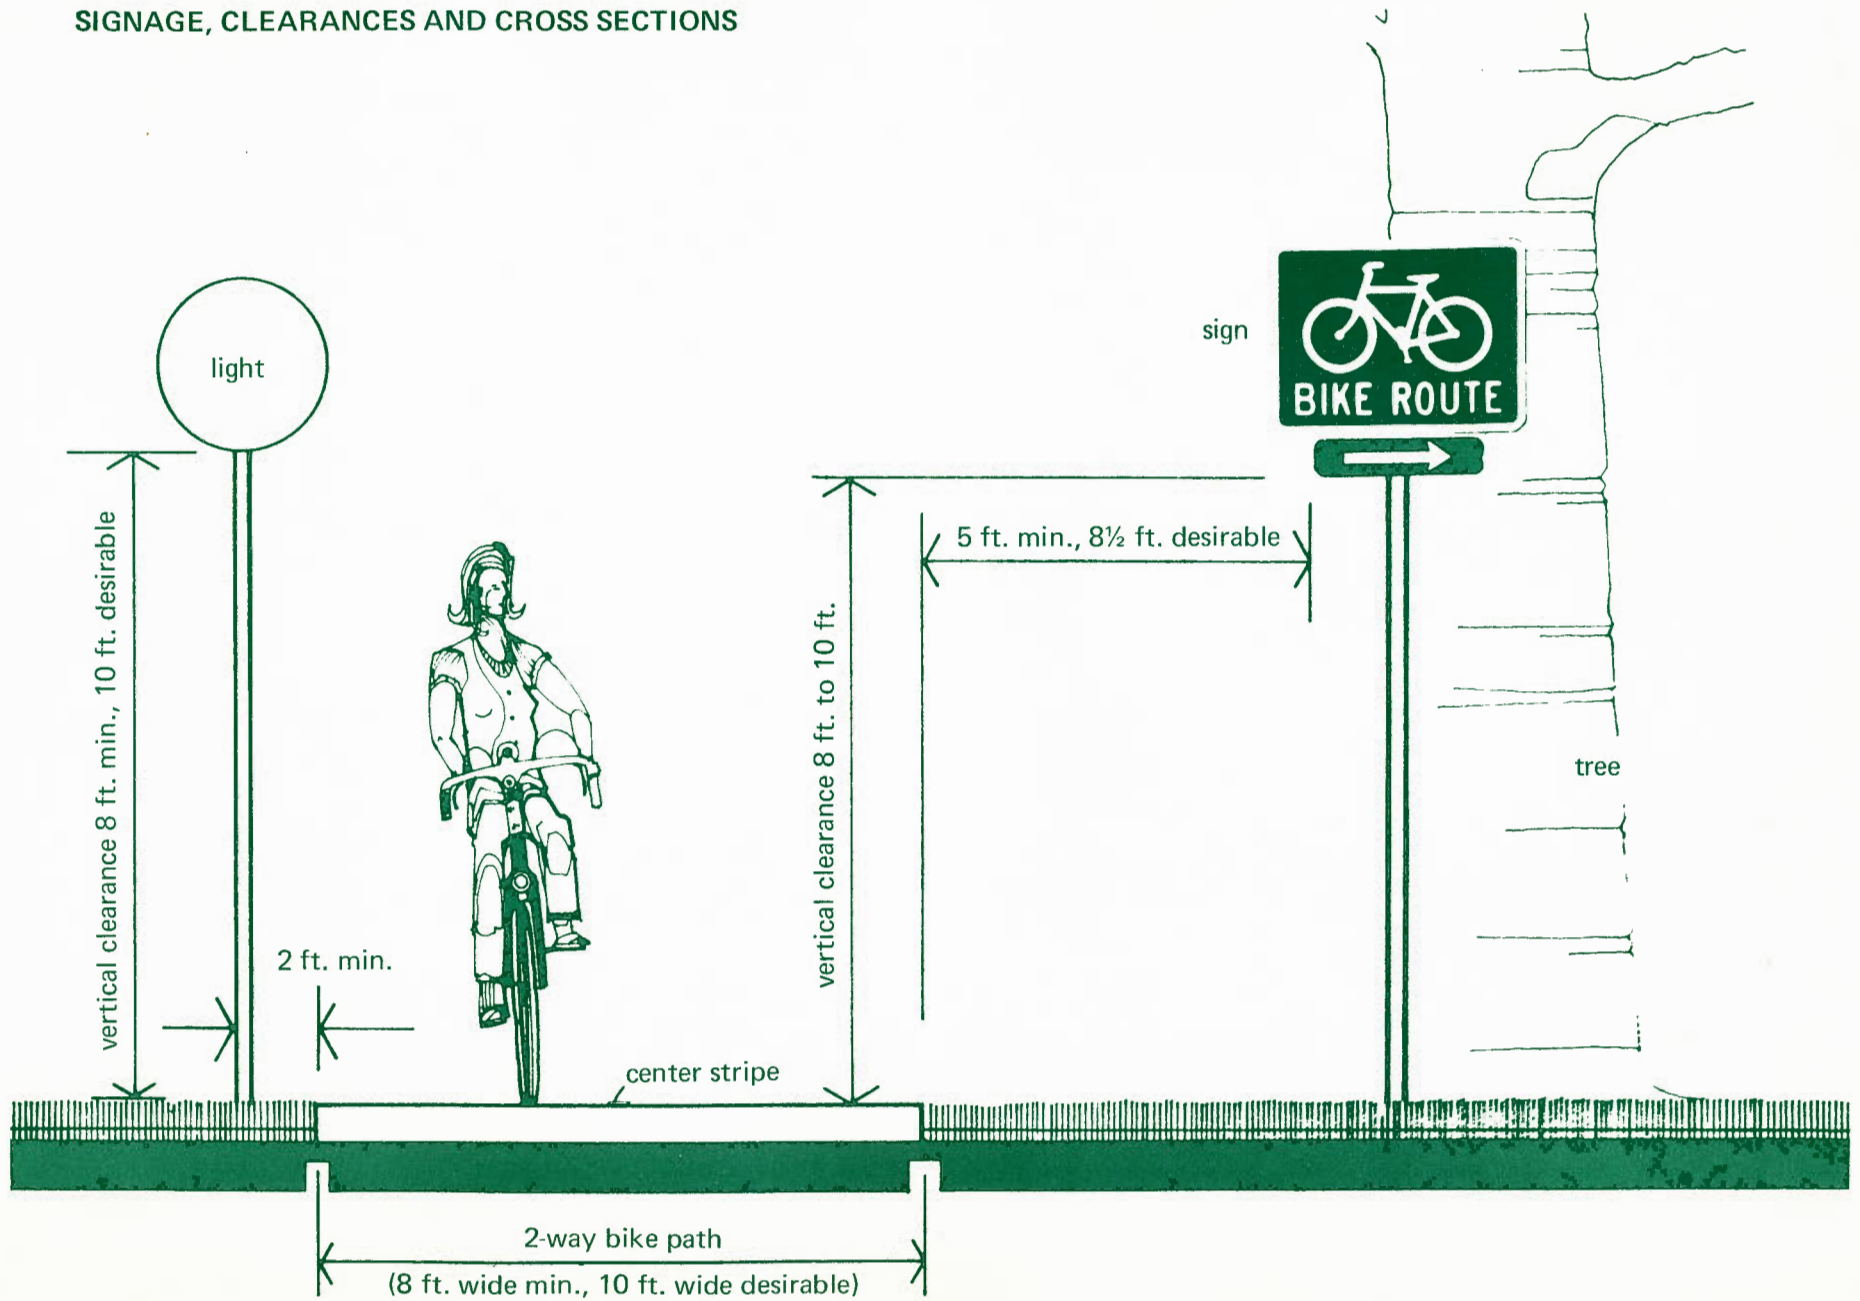 SIGNAGE, CLEARANCES AND CROSS SECTIONS
light
sign
BIKE ROUTE
vertical clearance 8 ft. min., 10 ft. desirable
5 ft. min., 8½ ft. desirable
vertical clearance 8 ft. to 10 ft.
tree
2 ft. min.
center stripe
2-way bike path
(8 ft. wide min., 10 ft. wide desirable)